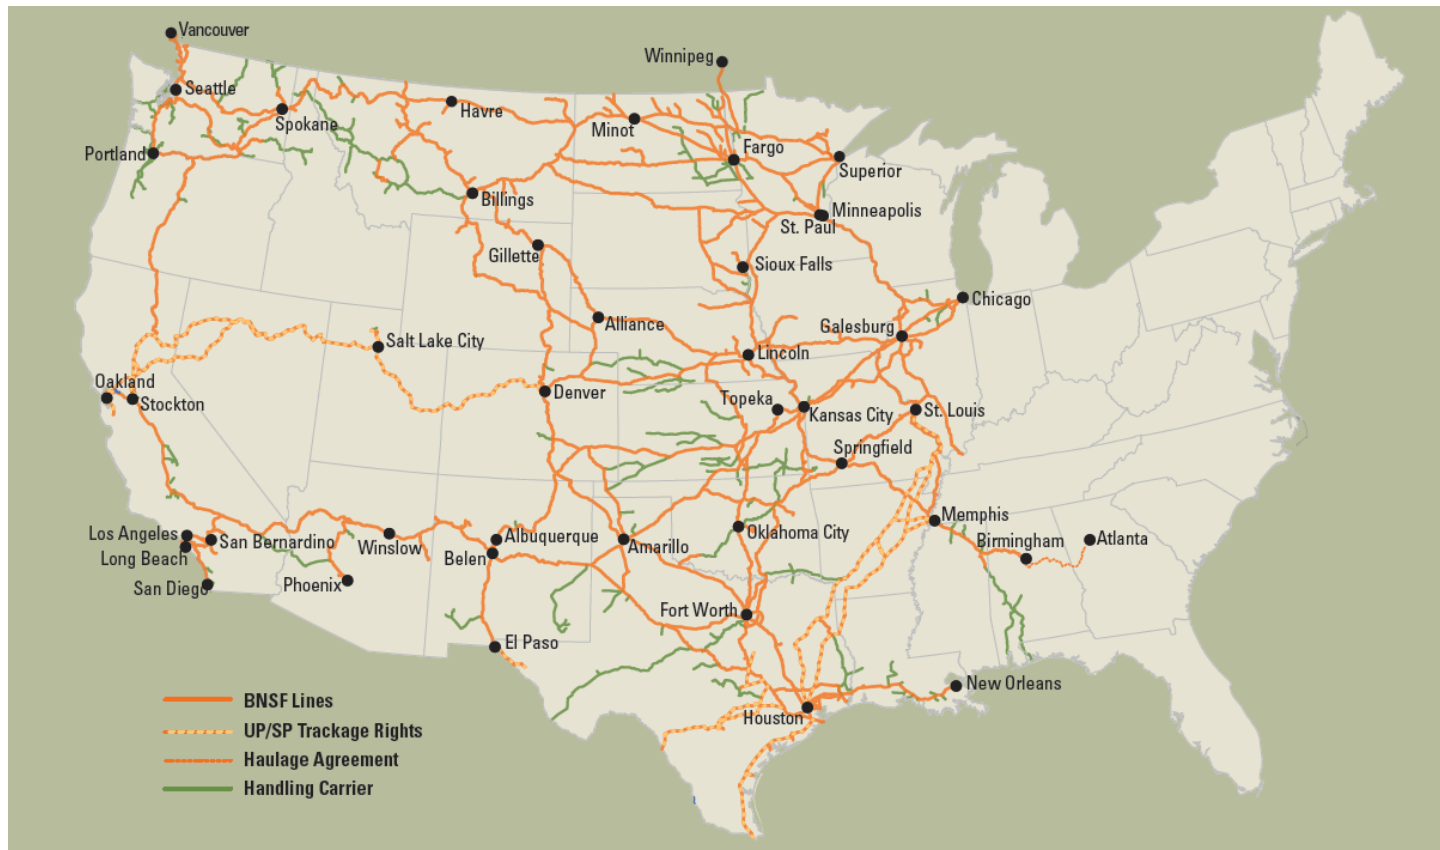 Vancouver
Winnipeg
Seattle
Spokane
Havre
Minot
Portland
Fargo
Superior
Billings
Minneapolis
St. Paul
Gillette
Sioux Falls
Chicago
Alliance
Galesburg
Salt Lake City
Lincoln
Oakland
Stockton
Denver
Topeka
Kansas City
St. Louis
Springfield
Los Angeles
San Bernardino
Long Beach
San Diego
Phoenix
Winslow
Albuquerque
Belen
Amarillo
Oklahoma City
Memphis
Birmingham
Atlanta
Fort Worth
El Paso
New Orleans
Houston
BNSF Lines
UP/SP Trackage Rights
Haulage Agreement
Handling Carrier